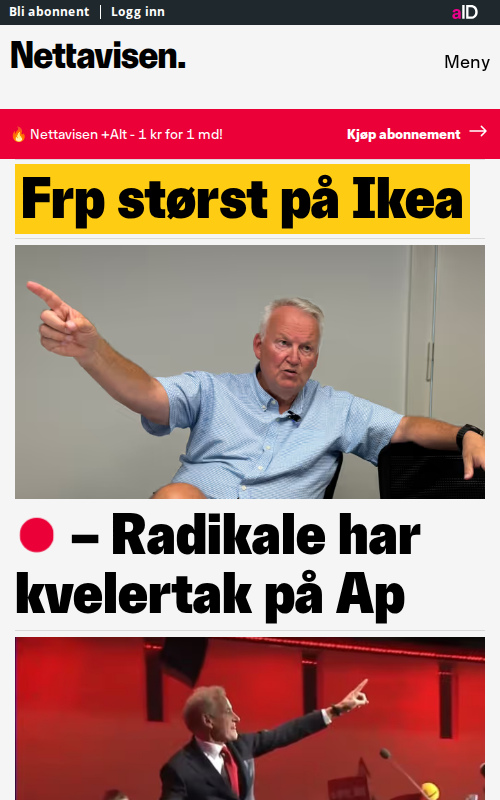 Bli abonnent
Logg inn
aID
Nettavisen.
Meny
🔥 Nettavisen +Alt - 1 kr for 1 md!
Kjøp abonnement →
Frp størst på Ikea
– Radikale har
kvelertak på Ap